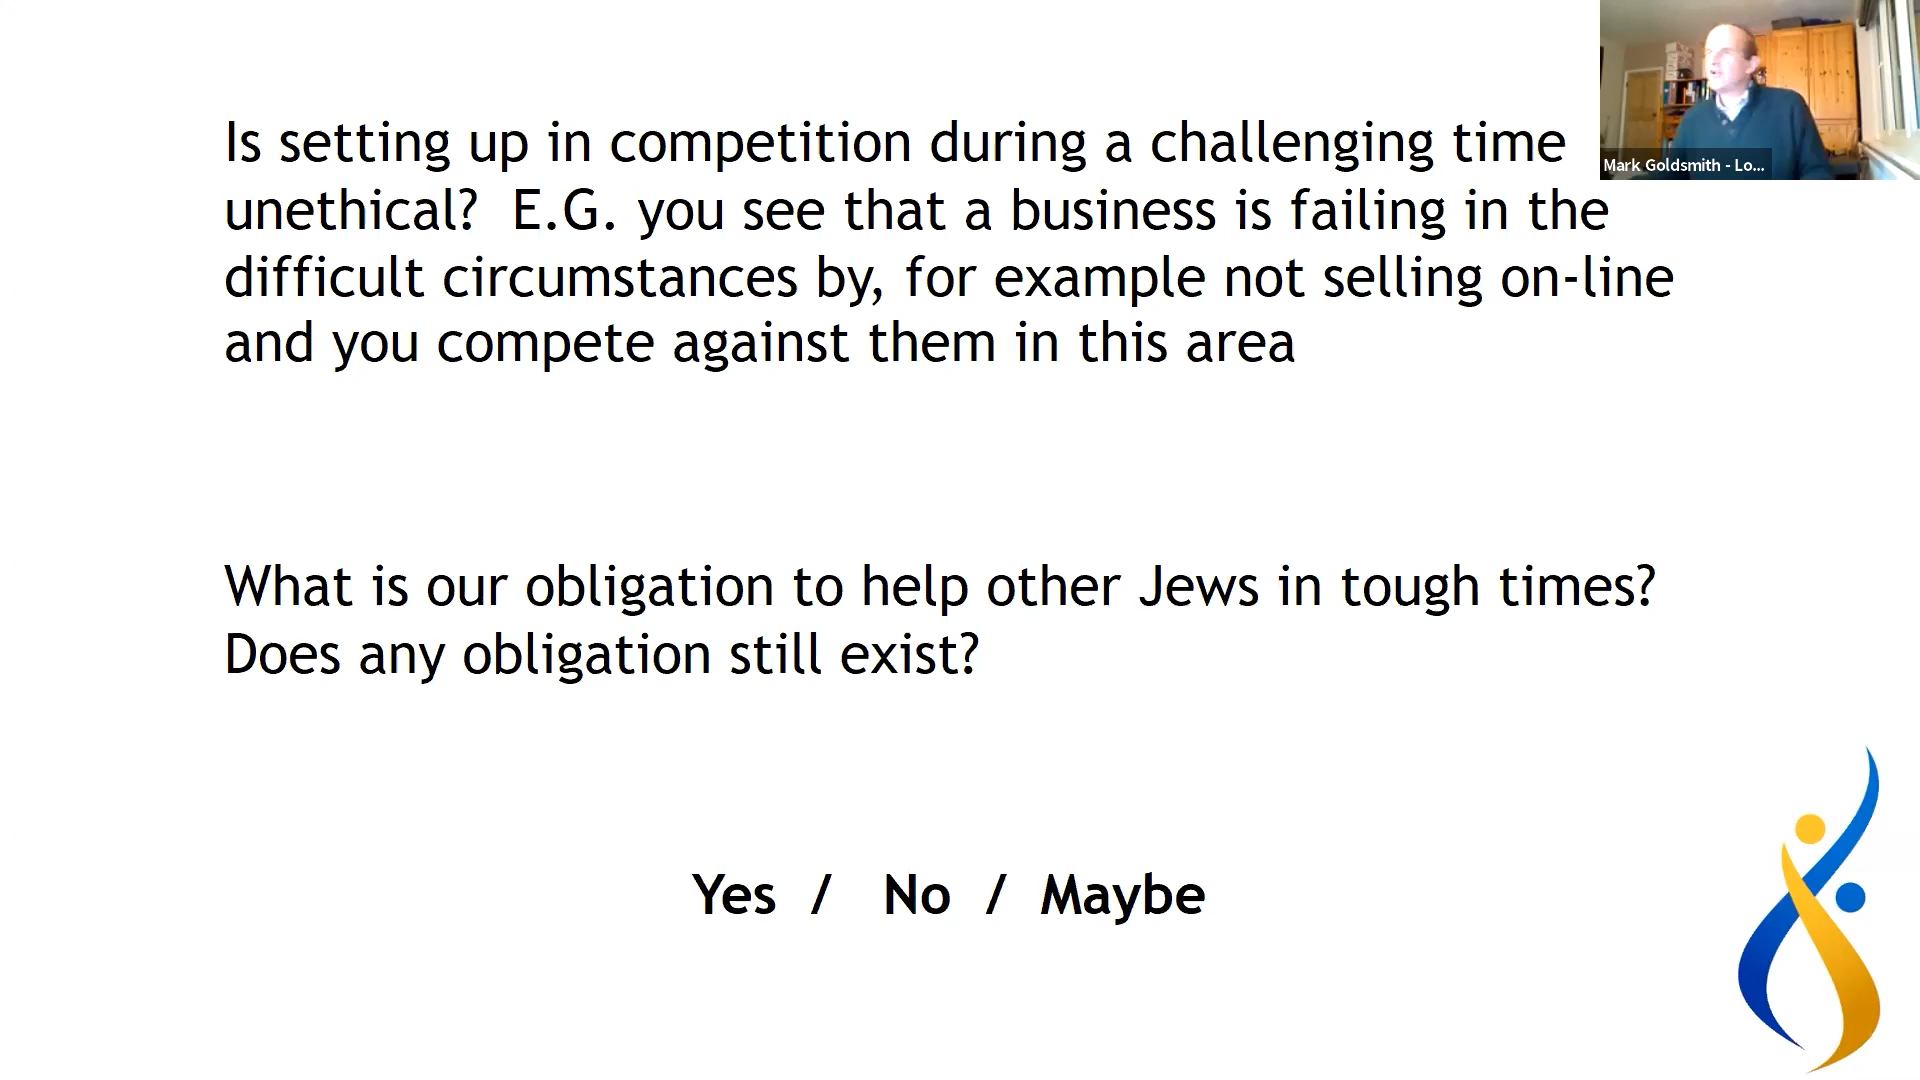 Is setting up in competition during a challenging time
unethical?  E.G. you see that a business is failing in the
difficult circumstances by, for example not selling on-line
and you compete against them in this area
What is our obligation to help other Jews in tough times?
Does any obligation still exist?
Yes  /   No  /  Maybe
Mark Goldsmith - Lo...